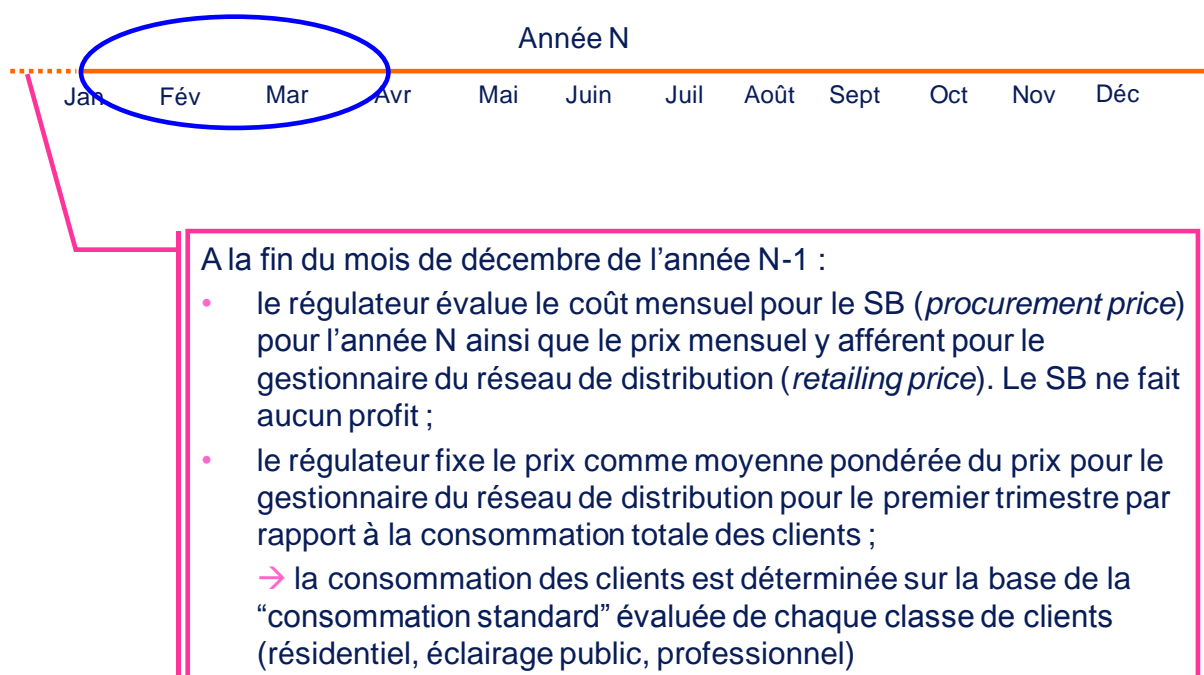 Année N
Jan Fév Mar Avr Mai Juin Juil Août Sept Oct Nov Déc
A la fin du mois de décembre de l’année N-1 :
• le régulateur évalue le coût mensuel pour le SB (procurement price)
pour l’année N ainsi que le prix mensuel y afférent pour le
gestionnaire du réseau de distribution (retailing price). Le SB ne fait
aucun profit ;
• le régulateur fixe le prix comme moyenne pondérée du prix pour le
gestionnaire du réseau de distribution pour le premier trimestre par
rapport à la consommation totale des clients ;
→ la consommation des clients est déterminée sur la base de la
“consommation standard” évaluée de chaque classe de clients
(résidentiel, éclairage public, professionnel)